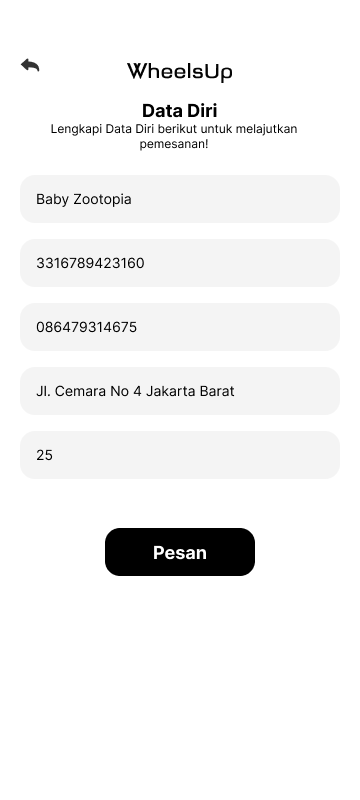 WheelsUp
Data Diri
Lengkapi Data Diri berikut untuk melajutkan
pemesanan!
Baby Zootopia
3316789423160
086479314675
Jl. Cemara No 4 Jakarta Barat
25
Pesan